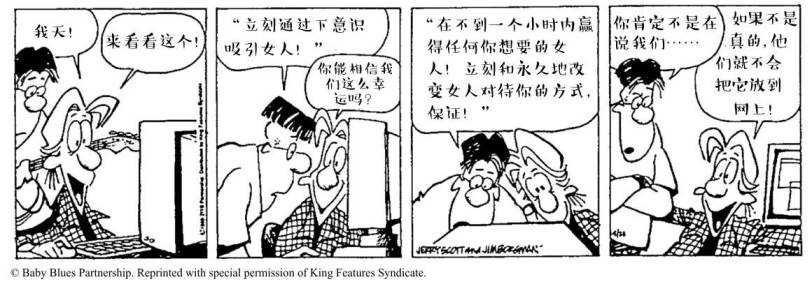 我天！
来看看这个！
“立刻通过下意识
吸引女人！”
你能相信我
们这么幸
运吗？
“在不到一个小时内赢
得任何你想要的女
人！立刻和永久地改
变女人对待你的方式，
保证！”
JERRY SCOTT AND JIM BORGMAN
你肯定不是在
说我们……
如果不是
真的，他
们就不会
把它放到
网上！
© Baby Blues Partnership. Reprinted with special permission of King Features Syndicate.